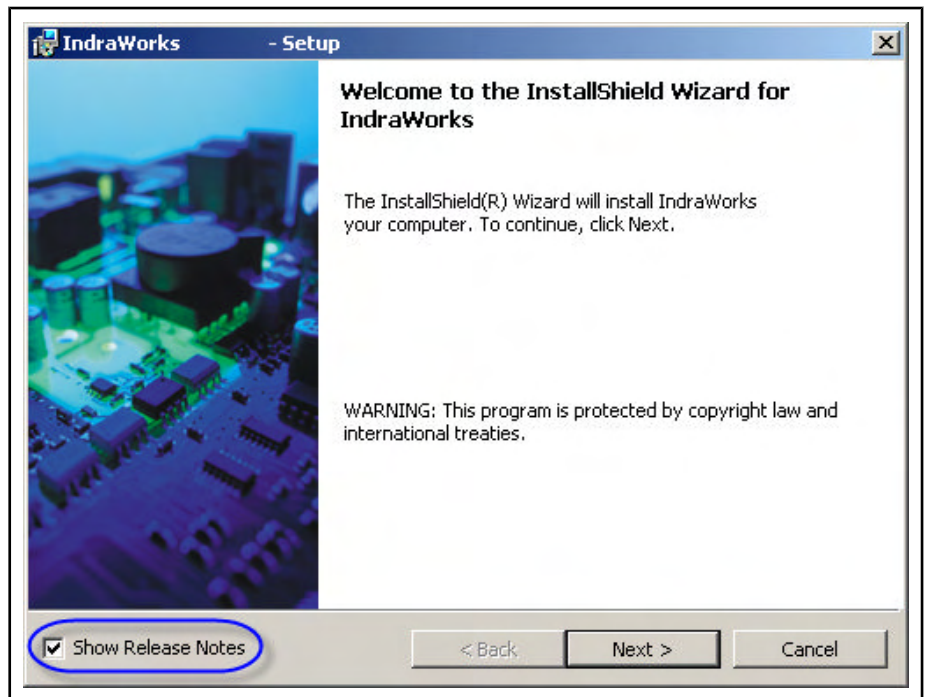 IndraWorks - Setup
Welcome to the InstallShield Wizard for
IndraWorks
The InstallShield(R) Wizard will install IndraWorks
your computer. To continue, click Next.
WARNING: This program is protected by copyright law and
international treaties.
Show Release Notes < Back Next > Cancel